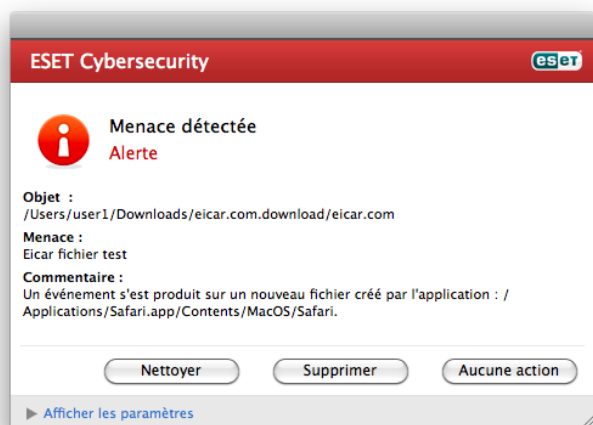 ESET Cybersecurity
eset
Menace détectée
Alerte
Objet :
/Users/user1/Downloads/eicar.com.download/eicar.com
Menace :
Eicar fichier test
Commentaire :
Un événement s'est produit sur un nouveau fichier créé par l'application : /
Applications/Safari.app/Contents/MacOS/Safari.
Nettoyer
Supprimer
Aucune action
Afficher les paramètres